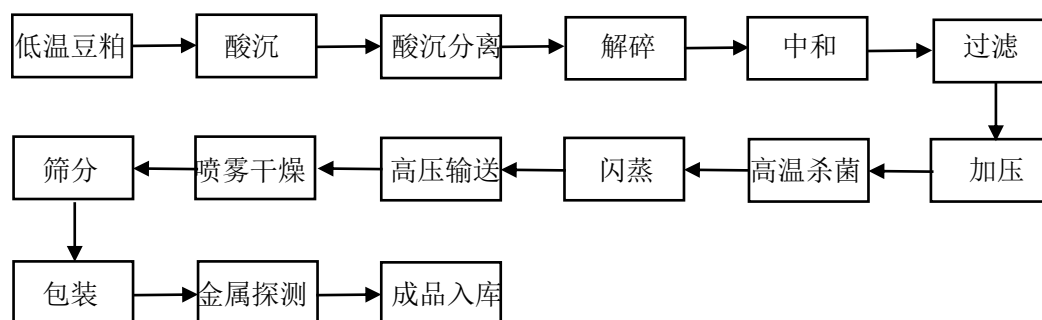 低温豆粕 酸沉 酸沉分离 解碎 中和 过滤
筛分 喷雾干燥 高压输送 闪蒸 高温杀菌 加压
包装 金属探测 成品入库